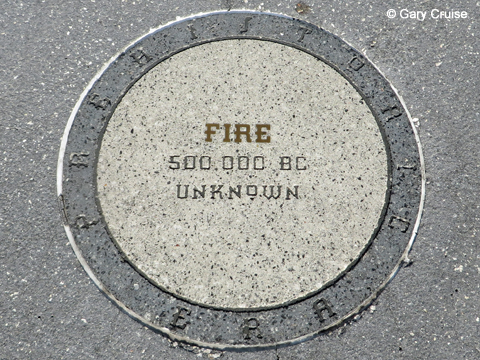 © Gary Cruise
PREHISTORIC
FIRE
500,000 BC
UNKNOWN
ERA